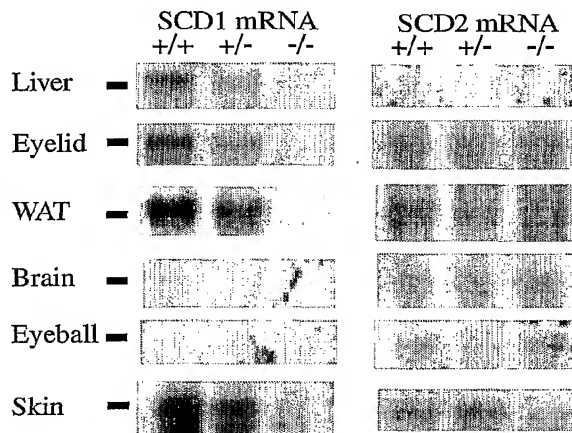 SCD1 mRNA SCD2 mRNA
+/+ +/- -/- +/+ +/- -/-
Liver
Eyelid
WAT
Brain
Eyeball
Skin